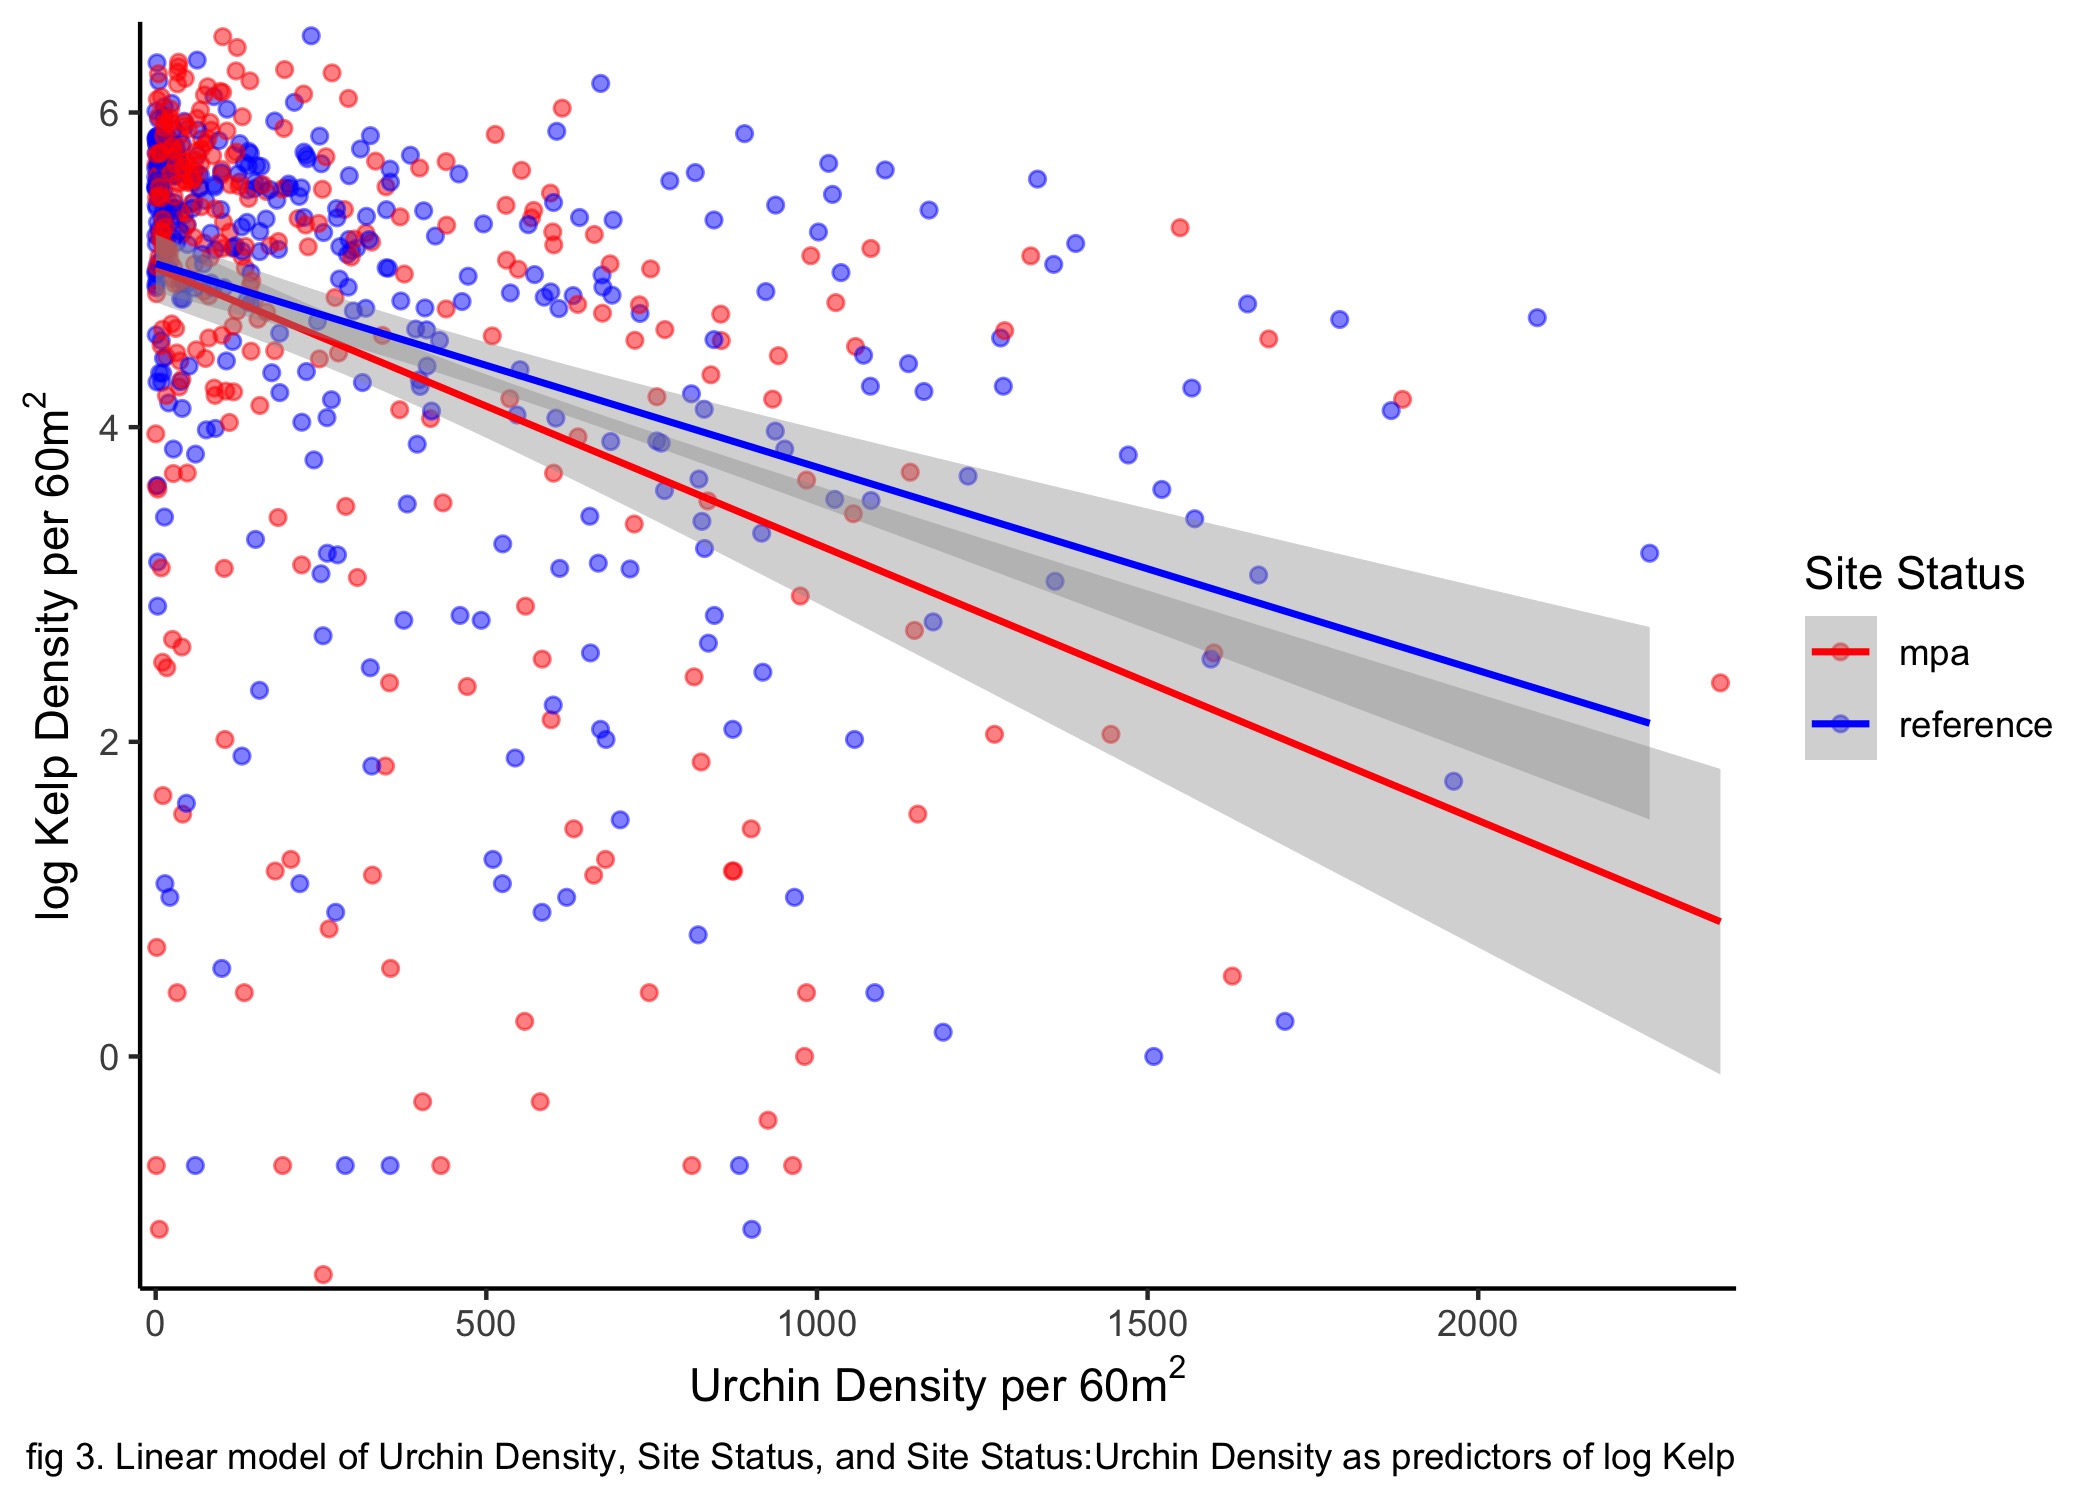 6
4
2
0
log Kelp Density per 60m²
0 500 1000 1500 2000
Urchin Density per 60m²
Site Status
mpa
reference
fig 3. Linear model of Urchin Density, Site Status, and Site Status:Urchin Density as predictors of log Kelp